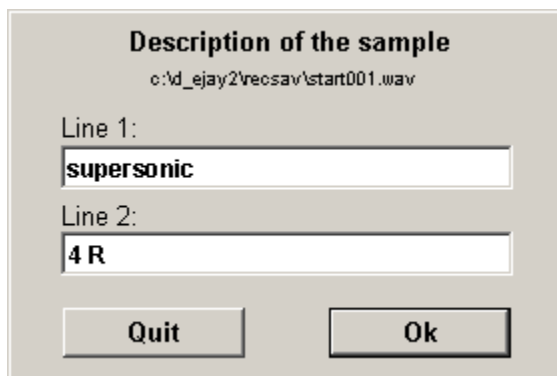 Description of the sample
c:\d_ejay2\recsav\start001.wav
Line 1:
supersonic
Line 2:
4 R
Quit
Ok